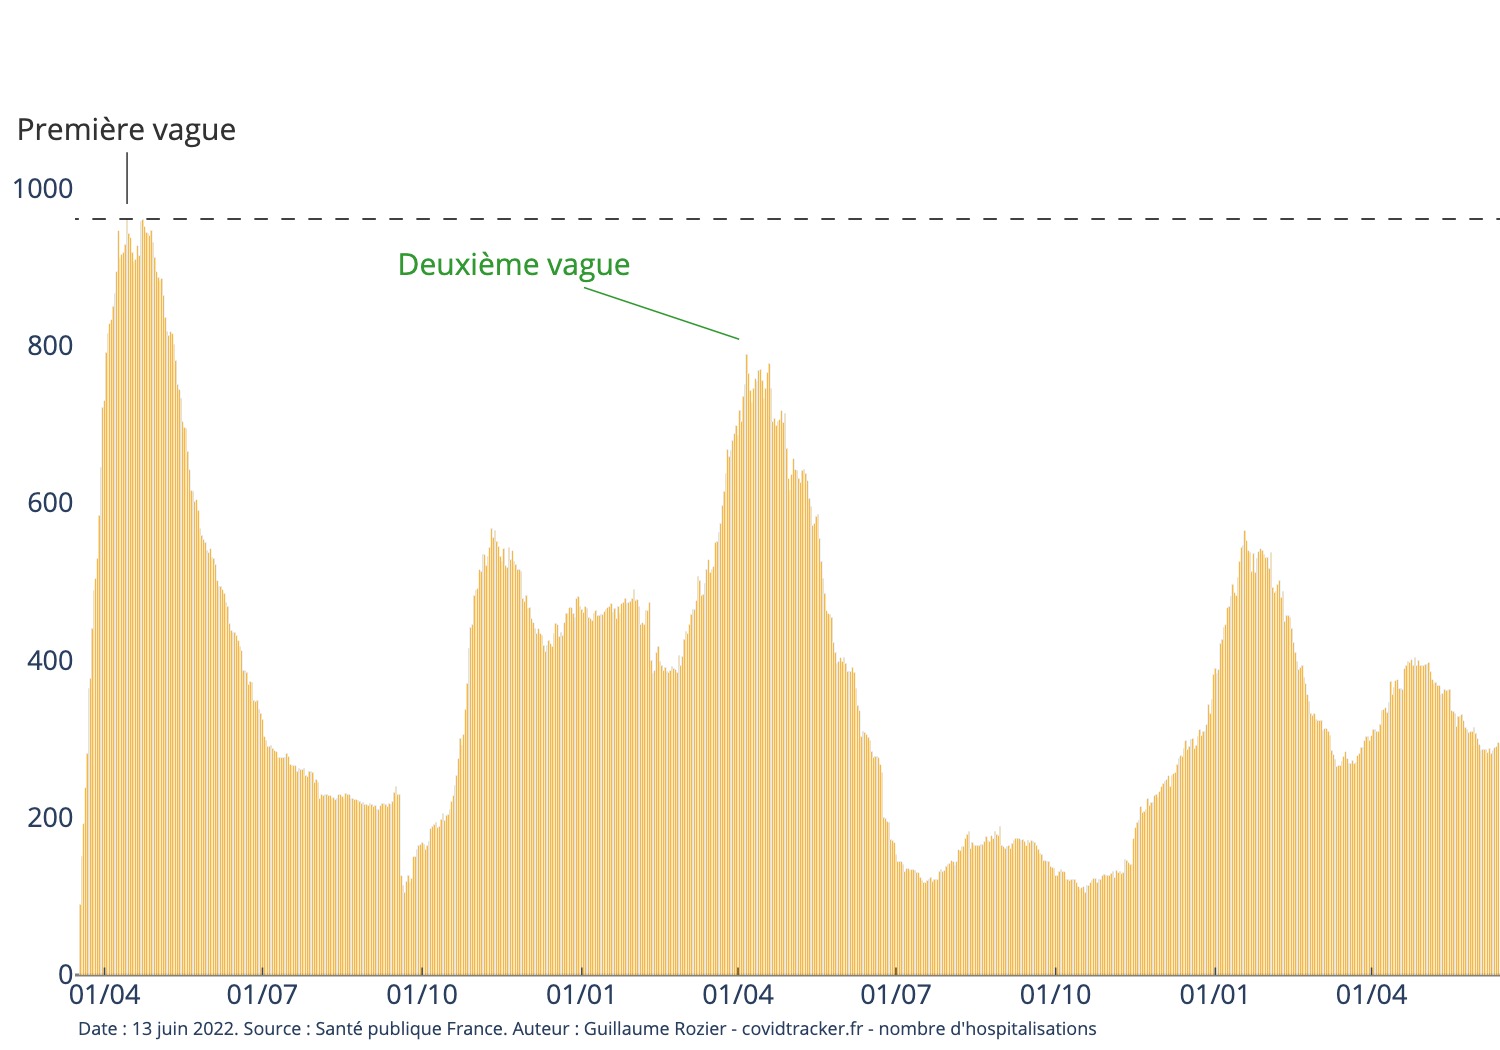 Première vague
1000
Deuxième vague
800
600
400
200
0
01/04 01/07 01/10 01/01 01/04 01/07 01/10 01/01 01/04
Date : 13 juin 2022. Source : Santé publique France. Auteur : Guillaume Rozier - covidtracker.fr - nombre d'hospitalisations